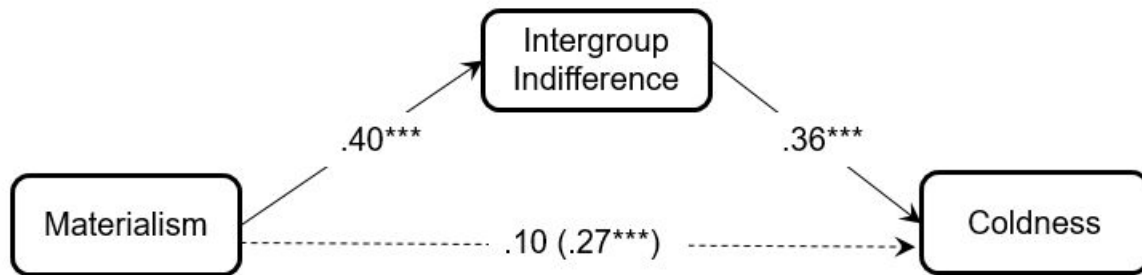 Intergroup
Indifference
.40***
.36***
Materialism
.10 (.27***)
Coldness